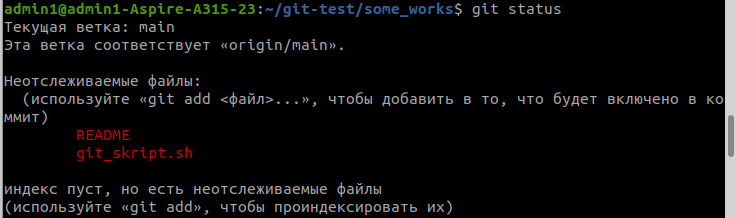 admin1@admin1-Aspire-A315-23:~/git-test/some_works$ git status
Текущая ветка: main
Эта ветка соответствует «origin/main».
Неотслеживаемые файлы:
(используйте «git add <файл>...», чтобы добавить в то, что будет включено в ко
ммит)
README
git_skript.sh
индекс пуст, но есть неотслеживаемые файлы
(используйте «git add», чтобы проиндексировать их)